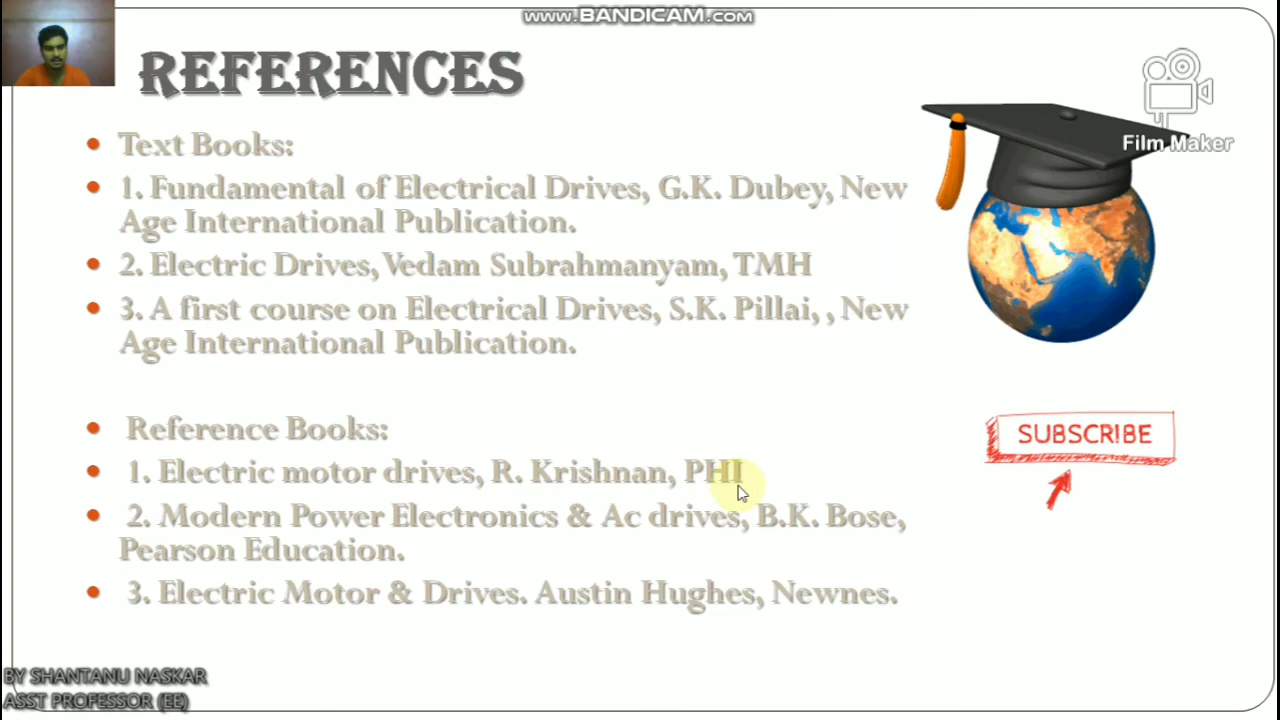 www.BANDICAM.com
REFERENCES
Film Maker
• Text Books:
• 1. Fundamental of Electrical Drives, G.K. Dubey, New
Age International Publication.
• 2. Electric Drives, Vedam Subrahmanyam, TMH
• 3. A first course on Electrical Drives, S.K. Pillai, , New
Age International Publication.
• Reference Books:
SUBSCRIBE
• 1. Electric motor drives, R. Krishnan, PHI
• 2. Modern Power Electronics & Ac drives, B.K. Bose,
Pearson Education.
• 3. Electric Motor & Drives. Austin Hughes, Newnes.
BY SHANTANU NASKAR
ASST PROFESSOR (EE)